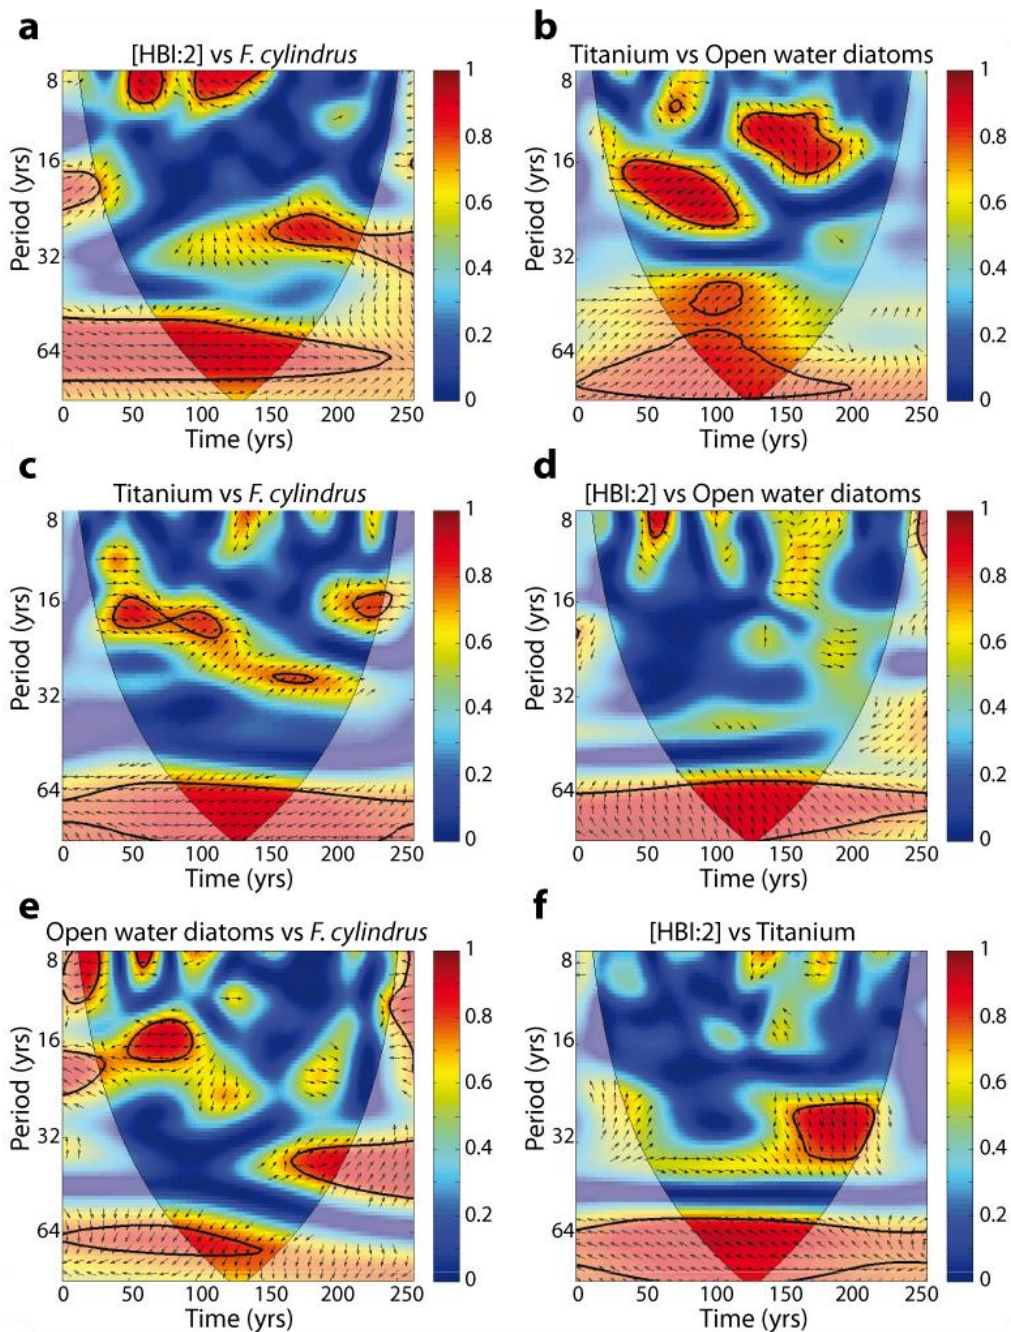 a
[HBI:2] vs F. cylindrus
8
16
32
64
Period (yrs)
0 50 100 150 200 250
Time (yrs)
1
0.8
0.6
0.4
0.2
0
b
Titanium vs Open water diatoms
8
16
32
64
Period (yrs)
0 50 100 150 200 250
Time (yrs)
1
0.8
0.6
0.4
0.2
0
c
Titanium vs F. cylindrus
8
16
32
64
Period (yrs)
0 50 100 150 200 250
Time (yrs)
1
0.8
0.6
0.4
0.2
0
d
[HBI:2] vs Open water diatoms
8
16
32
64
Period (yrs)
0 50 100 150 200 250
Time (yrs)
1
0.8
0.6
0.4
0.2
0
e
Open water diatoms vs F. cylindrus
8
16
32
64
Period (yrs)
0 50 100 150 200 250
Time (yrs)
1
0.8
0.6
0.4
0.2
0
f
[HBI:2] vs Titanium
8
16
32
64
Period (yrs)
0 50 100 150 200 250
Time (yrs)
1
0.8
0.6
0.4
0.2
0